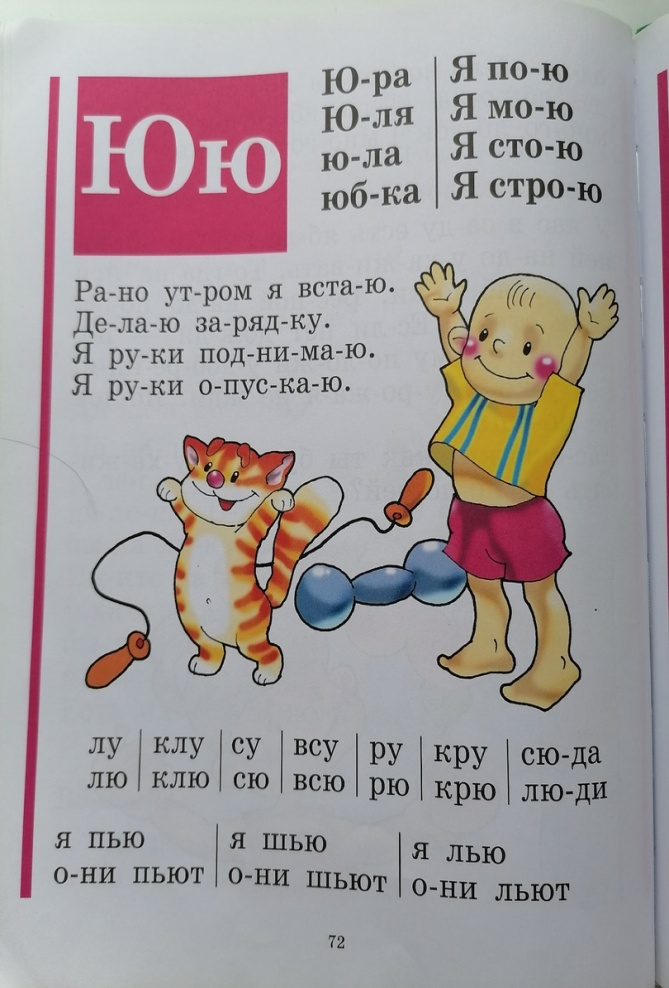 Юю
Ю-ра
Ю-ля
ю-ла
юб-ка
Я по-ю
Я мо-ю
Я сто-ю
Я стро-ю
Ра-но ут-ром я вста-ю.
Де-ла-ю за-ряд-ку.
Я ру-ки под-ни-ма-ю.
Я ру-ки о-пус-ка-ю.
лу клу су всу ру кру сю-да
лю клю сю всю рю крю лю-ди
я пью я шью я лью
о-ни пьют о-ни шьют о-ни льют
72